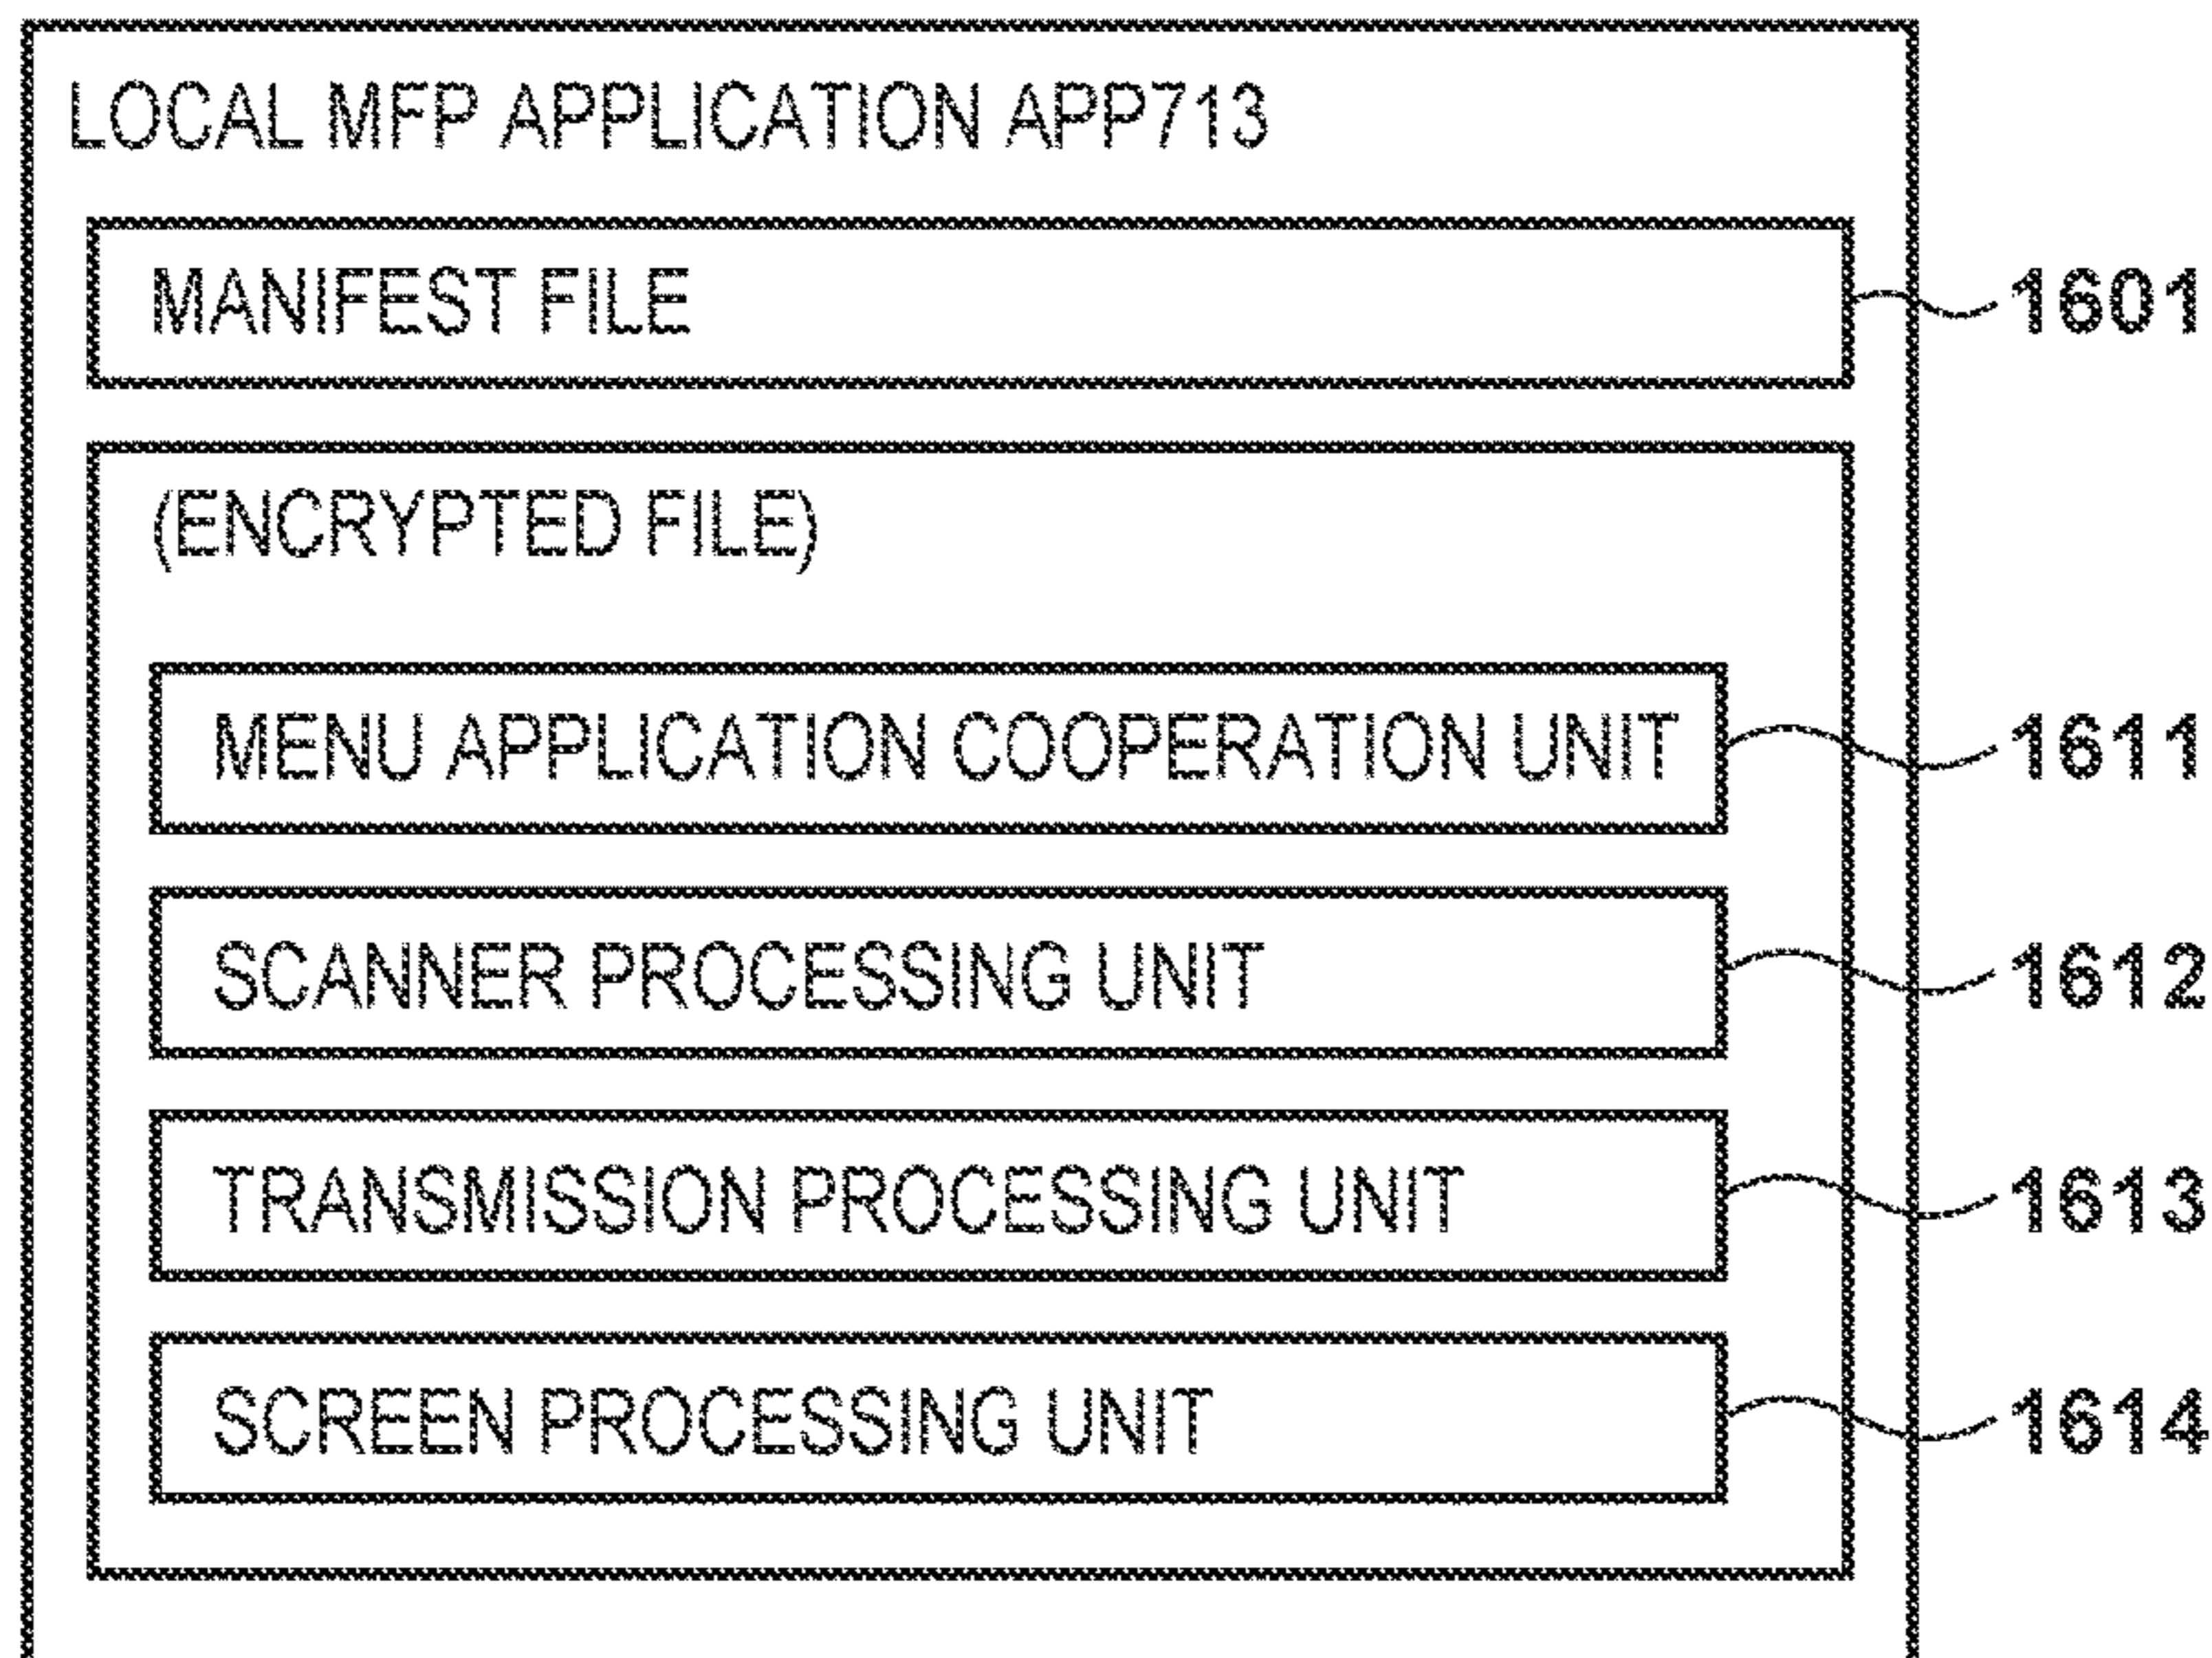 LOCAL MFP APPLICATION APP713
MANIFEST FILE
1601
(ENCRYPTED FILE)
MENU APPLICATION COOPERATION UNIT
1611
SCANNER PROCESSING UNIT
1612
TRANSMISSION PROCESSING UNIT
1613
SCREEN PROCESSING UNIT
1614